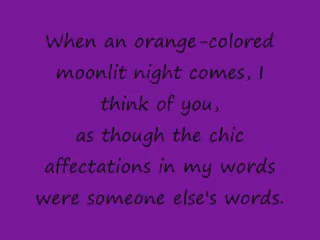 When an orange-colored
moonlit night comes, I
think of you,
as though the chic
affectations in my words
were someone else's words.